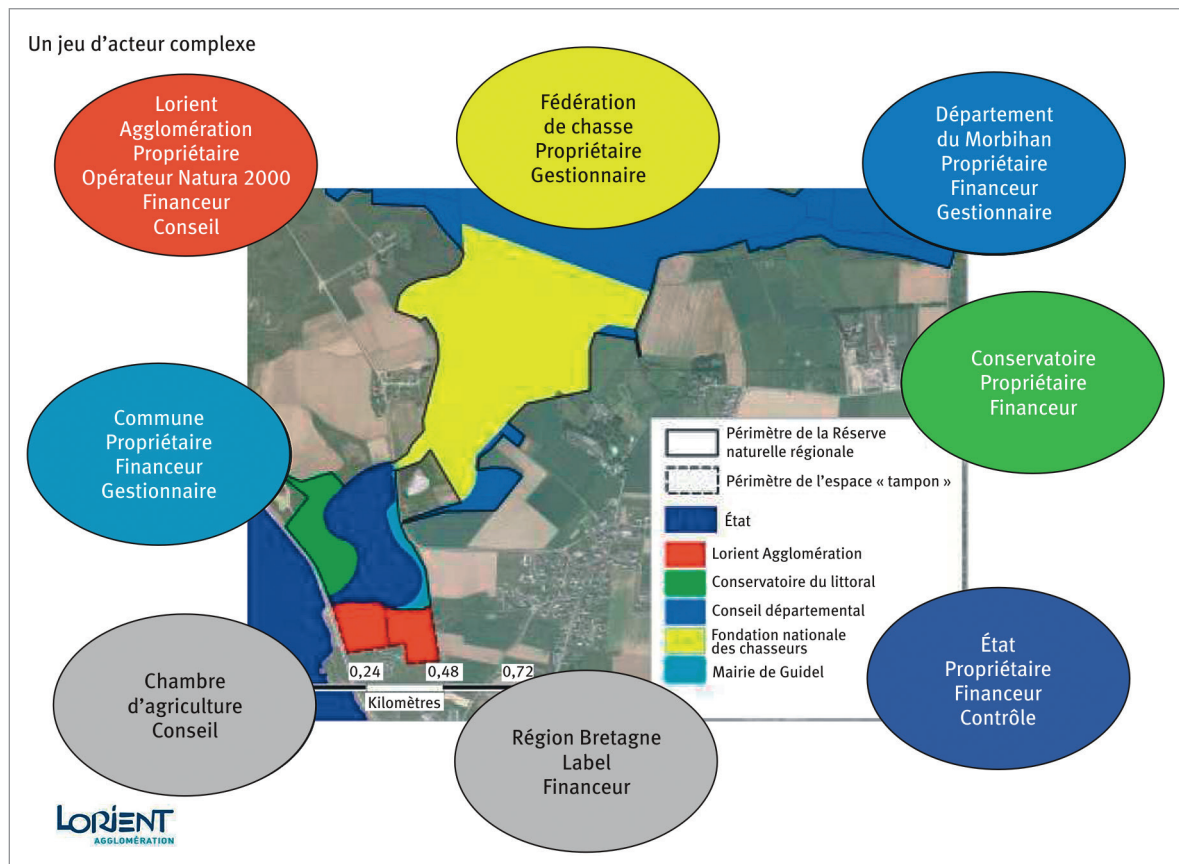 Un jeu d'acteur complexe
Lorient
Agglomération
Propriétaire
Opérateur Natura 2000
Financeur
Conseil
Fédération
de chasse
Propriétaire
Gestionnaire
Département
du Morbihan
Propriétaire
Financeur
Gestionnaire
Commune
Propriétaire
Financeur
Gestionnaire
Conservatoire
Propriétaire
Financeur
Périmètre de la Réserve
naturelle régionale
Périmètre de l'espace « tampon »
État
Lorient Agglomération
Conservatoire du littoral
Conseil départemental
Fondation nationale
des chasseurs
Mairie de Guidel
0,24 0,48 0,72
Kilomètres
Chambre
d'agriculture
Conseil
Région Bretagne
Label
Financeur
État
Propriétaire
Financeur
Contrôle
LORIENT
AGGLOMÉRATION